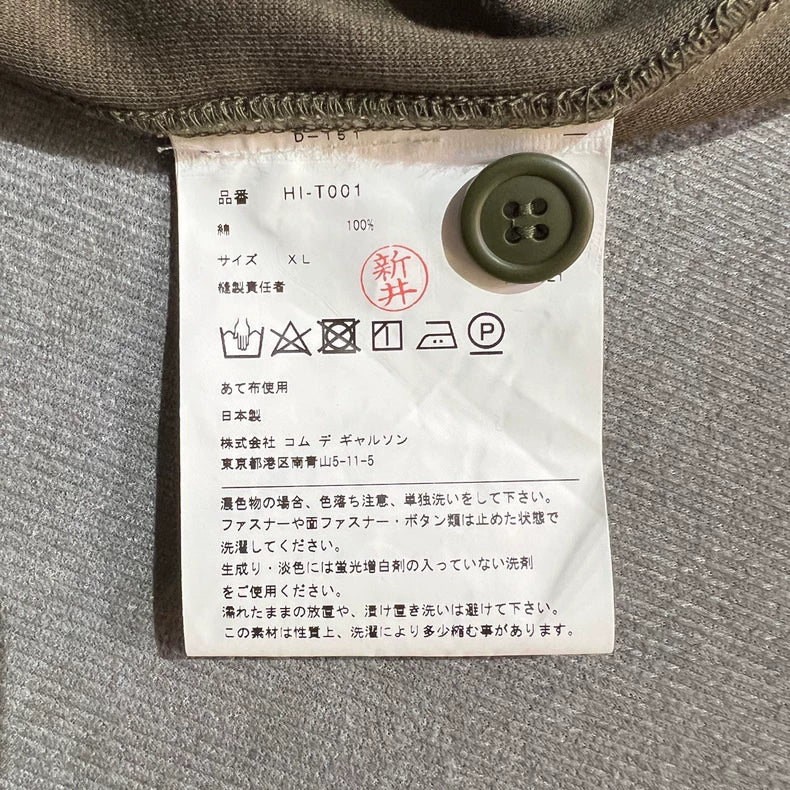 品番 HI-T001
綿 100%
サイズ XL
縫製責任者 新井
P
あて布使用
日本製
株式会社 コム デ ギャルソン
東京都港区南青山5-11-5
濃色物の場合、色落ち注意、単独洗いをして下さい。
ファスナーや面ファスナー・ボタン類は止めた状態で
洗濯してください。
生成り・淡色には蛍光増白剤の入っていない洗剤
をご使用ください。
濡れたままの放置や、漬け置き洗いは避けて下さい。
この素材は性質上、洗濯により多少縮む事があります。